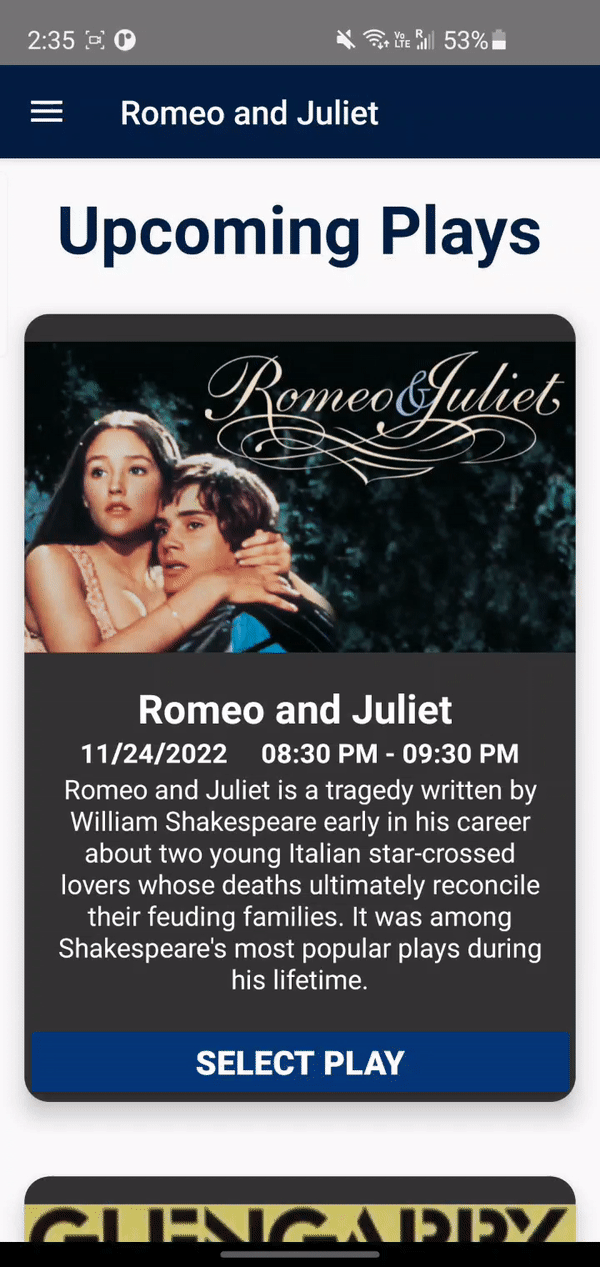 2:35 Vo LTE R 53%
Romeo and Juliet
Upcoming Plays
Romeo & Juliet
Romeo and Juliet
11/24/2022 08:30 PM - 09:30 PM
Romeo and Juliet is a tragedy written by
William Shakespeare early in his career
about two young Italian star-crossed
lovers whose deaths ultimately reconcile
their feuding families. It was among
Shakespeare's most popular plays during
his lifetime.
SELECT PLAY
GLENGARRY